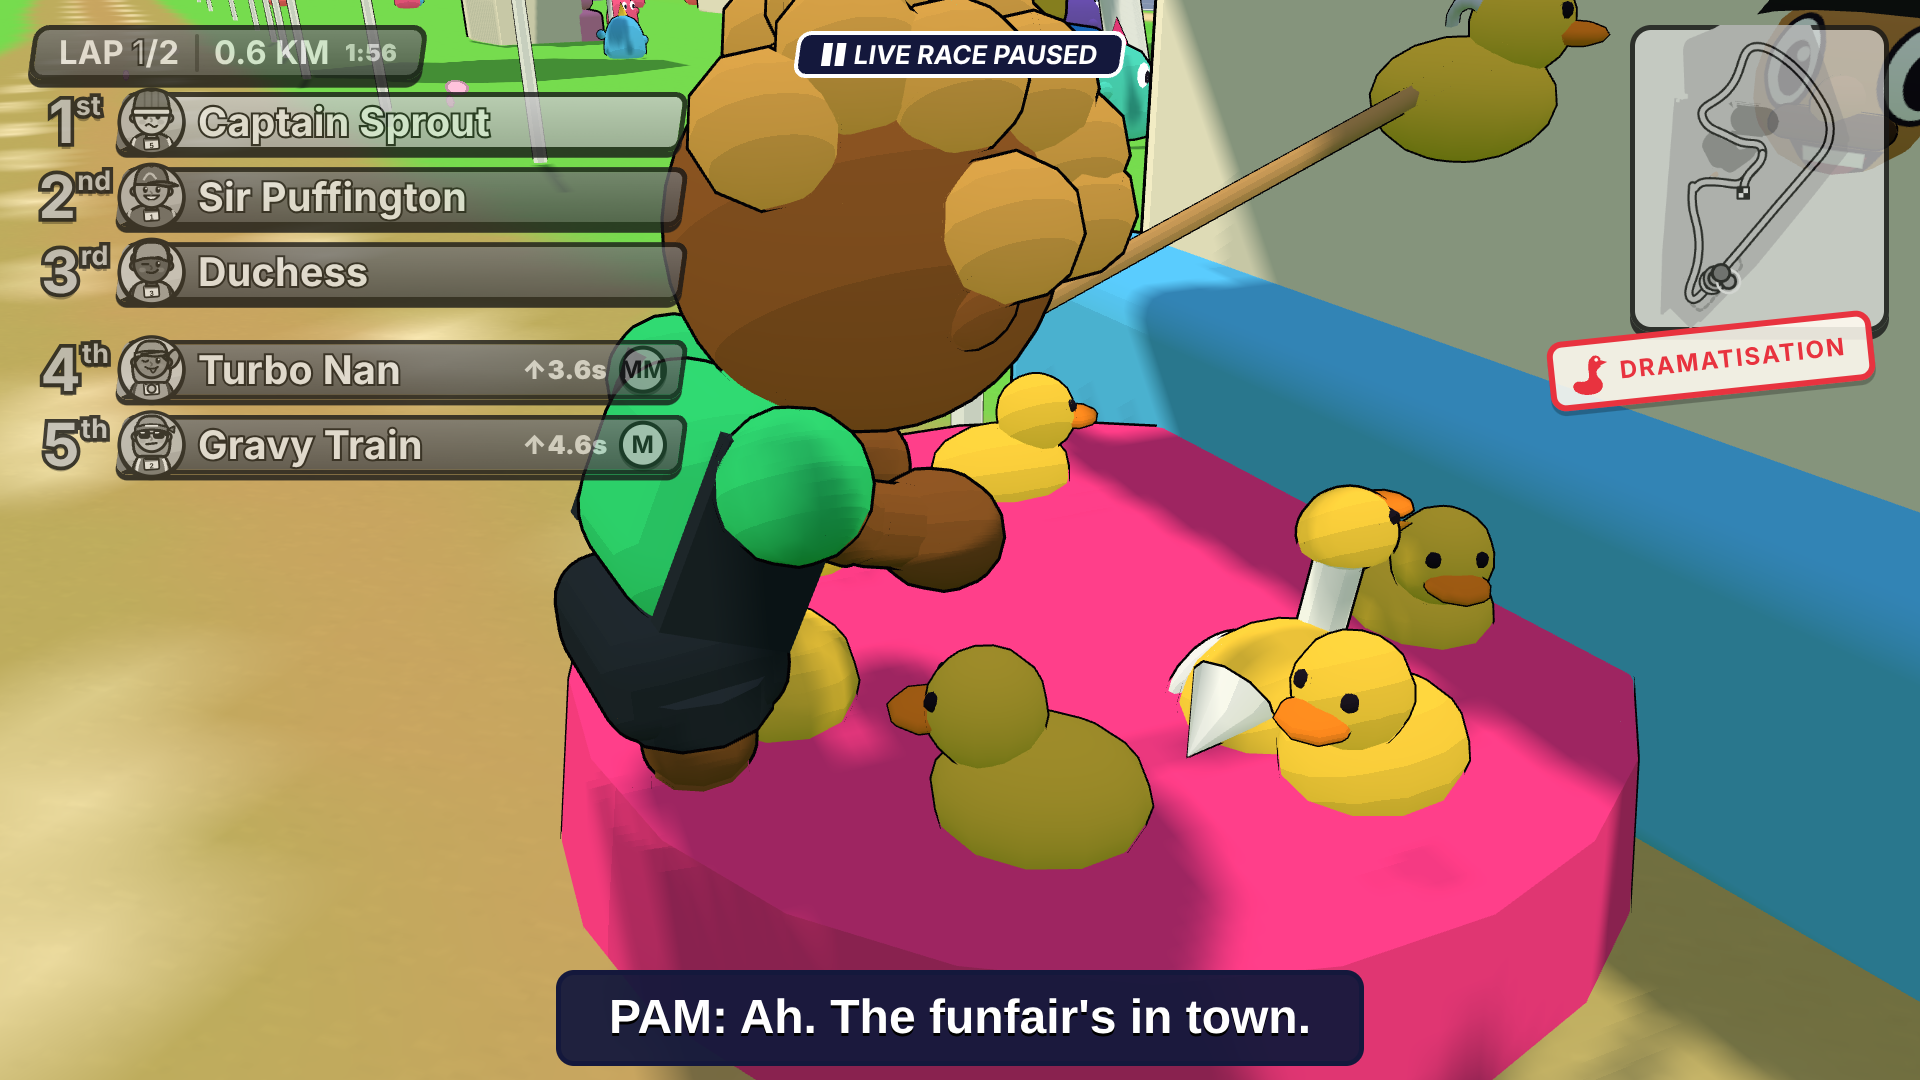 LAP 1/2 0.6 KM 1:56
LIVE RACE PAUSED
1st Captain Sprout
2nd Sir Puffington
3rd Duchess
4th Turbo Nan ↑3.6s MM
5th Gravy Train ↑4.6s M
DRAMATISATION
PAM: Ah. The funfair's in town.